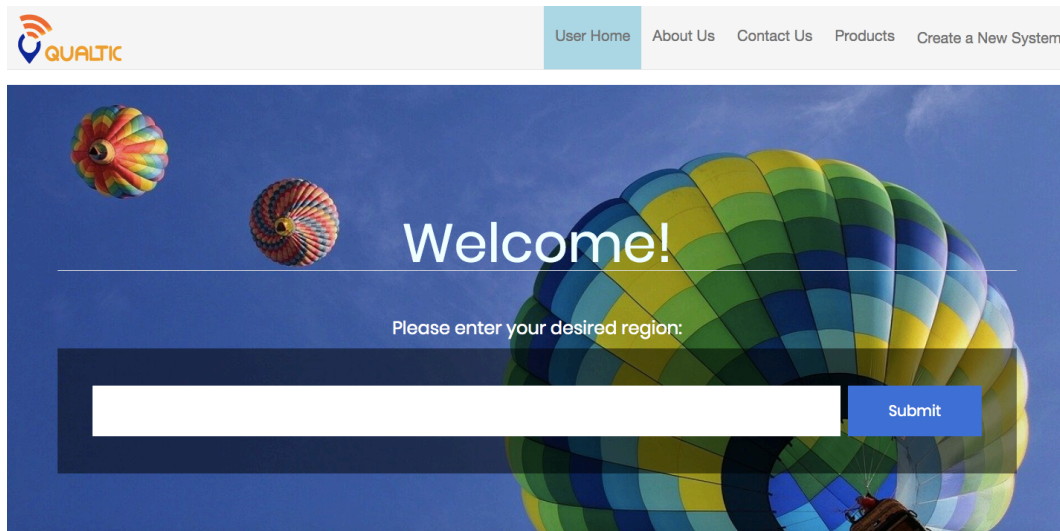 QUALTIC
User Home About Us Contact Us Products Create a New System
Welcome!
Please enter your desired region:
Submit